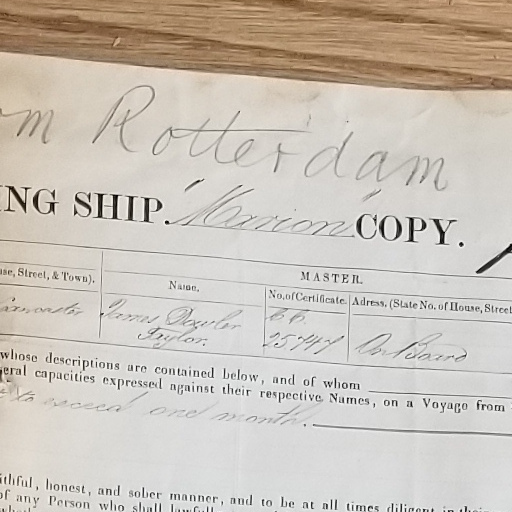 m Rotterdam
NG SHIP. "Marion" COPY.
MASTER.
use, Street, & Town). Name. No. of Certificate. Adress, (State No. of House, Street
Lancaster James Dowler 66. On Board
Taylor. 25747
whose descriptions are contained below, and of whom
eral capacities expressed against their respective Names, on a Voyage from
to exceed one month.
ithful, honest, and sober manner, and to be at all times diligent in their
of any Person who shall lawfull